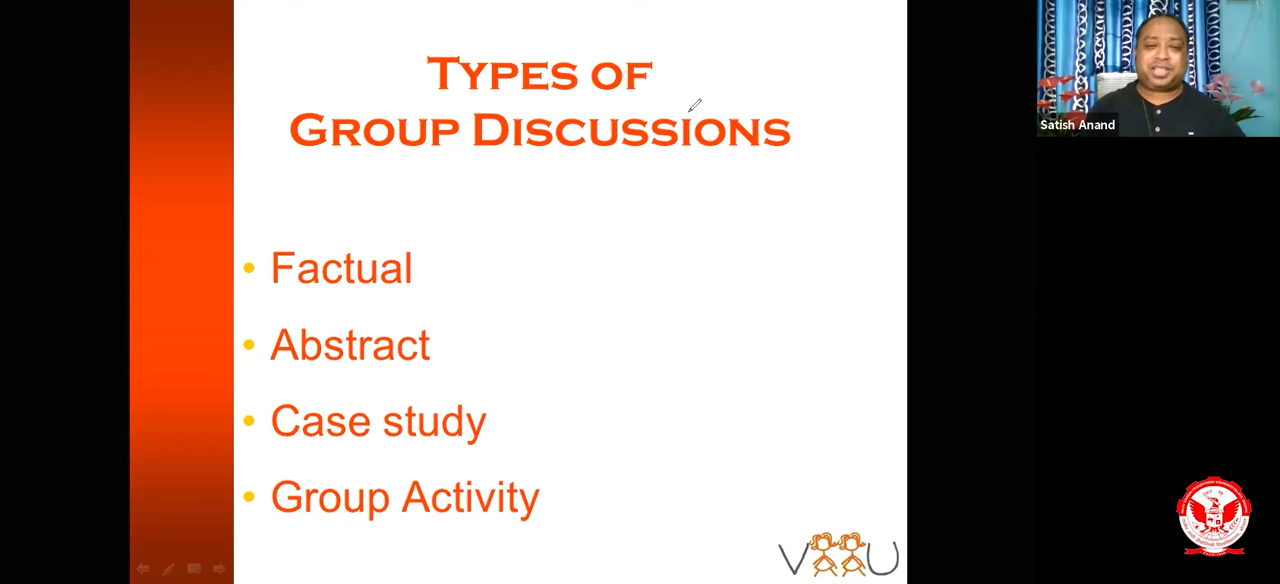 TYPES OF
GROUP DISCUSSIONS
• Factual
• Abstract
• Case study
• Group Activity
Satish Anand